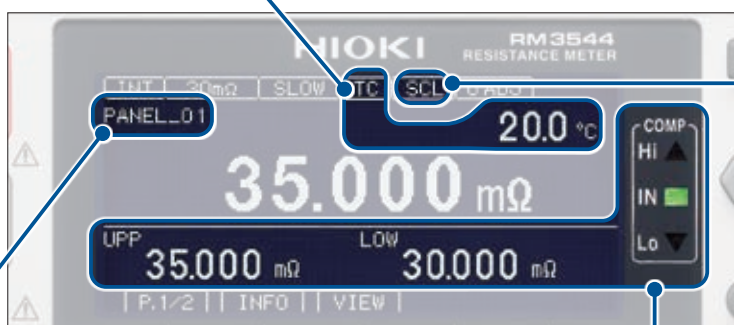 HIOKI
RM3544
RESISTANCE METER
INT 30mΩ SLOW TC SCL 0 ADJ
PANEL_01
20.0 °C
COMP
Hi
35.000 mΩ
IN
UPP LOW
Lo
35.000 mΩ 30.000 mΩ
P.1/2 INFO VIEW